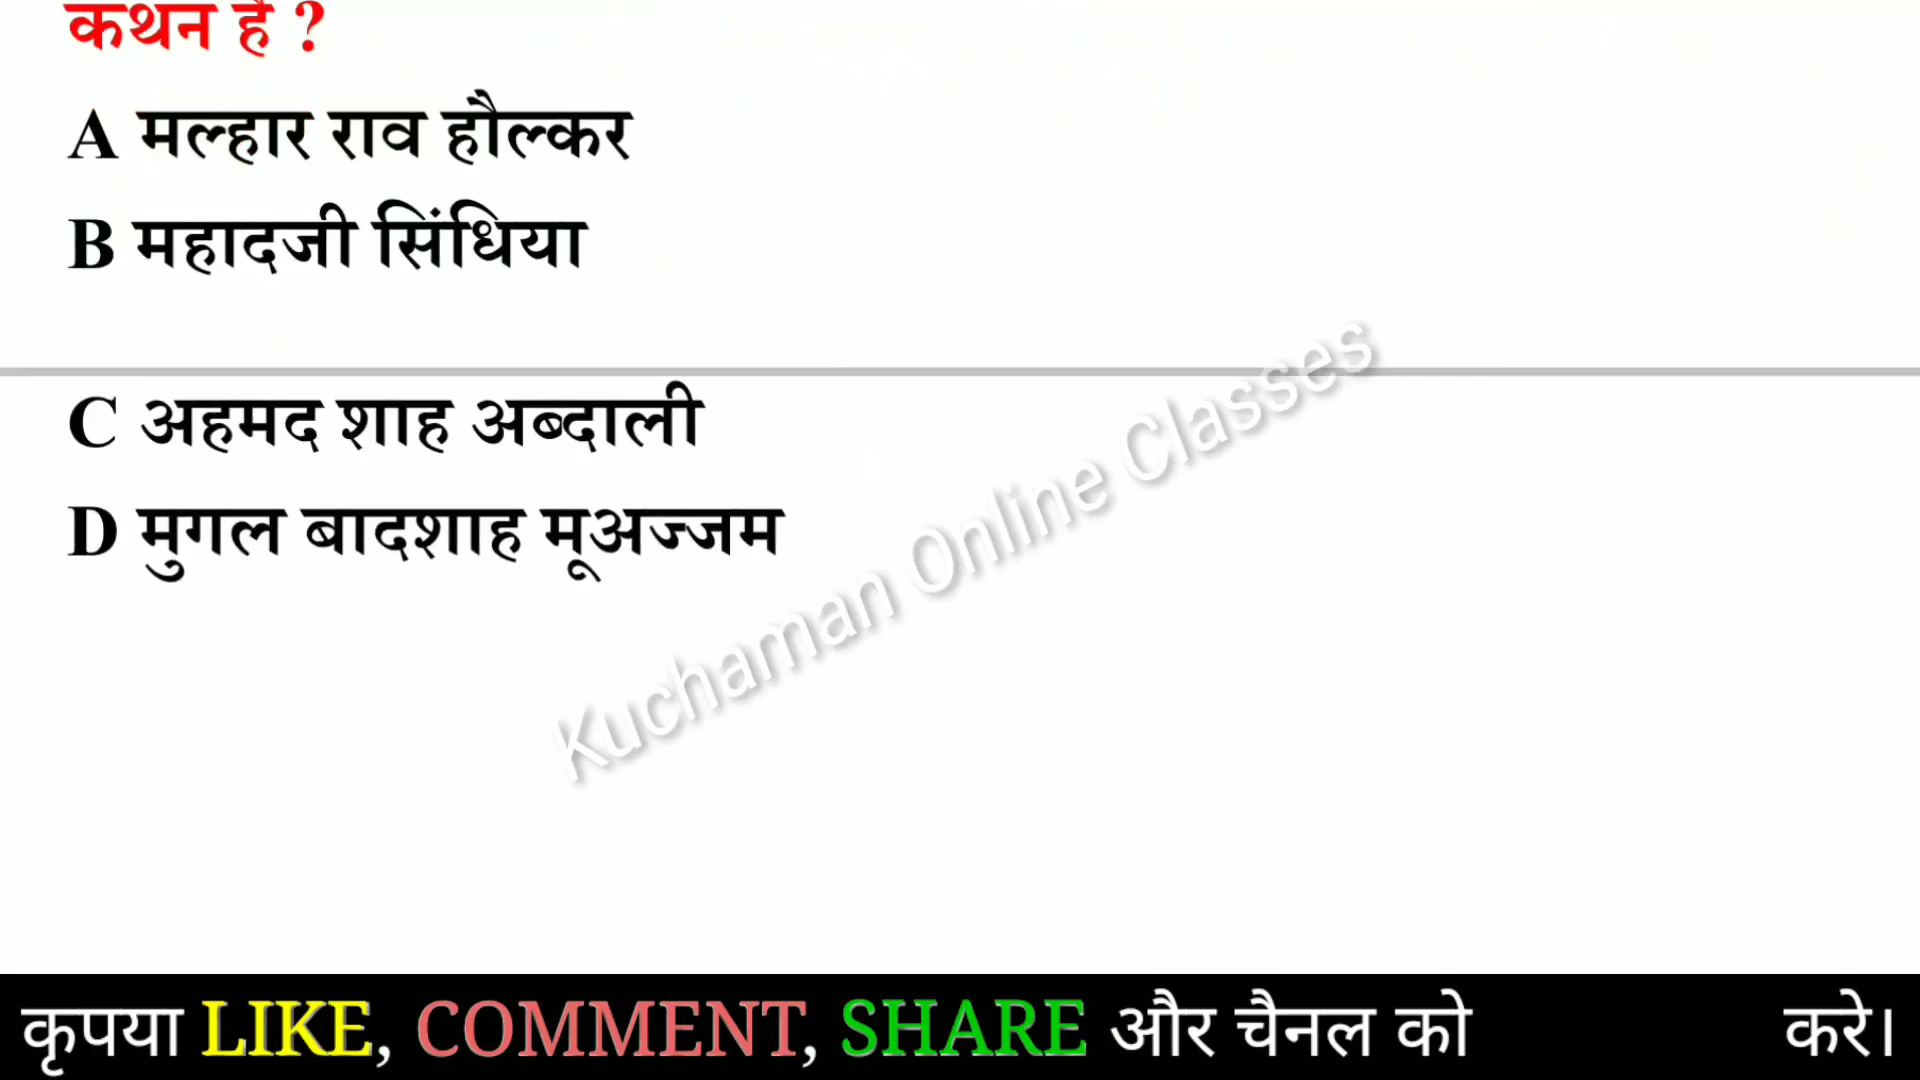 कथन है ?
A मल्हार राव हौल्कर
B महादजी सिंधिया
C अहमद शाह अब्दाली
D मुगल बादशाह मूअज्जम
Kuchaman Online Classes
कृपया LIKE, COMMENT, SHARE और चैनल को करे।